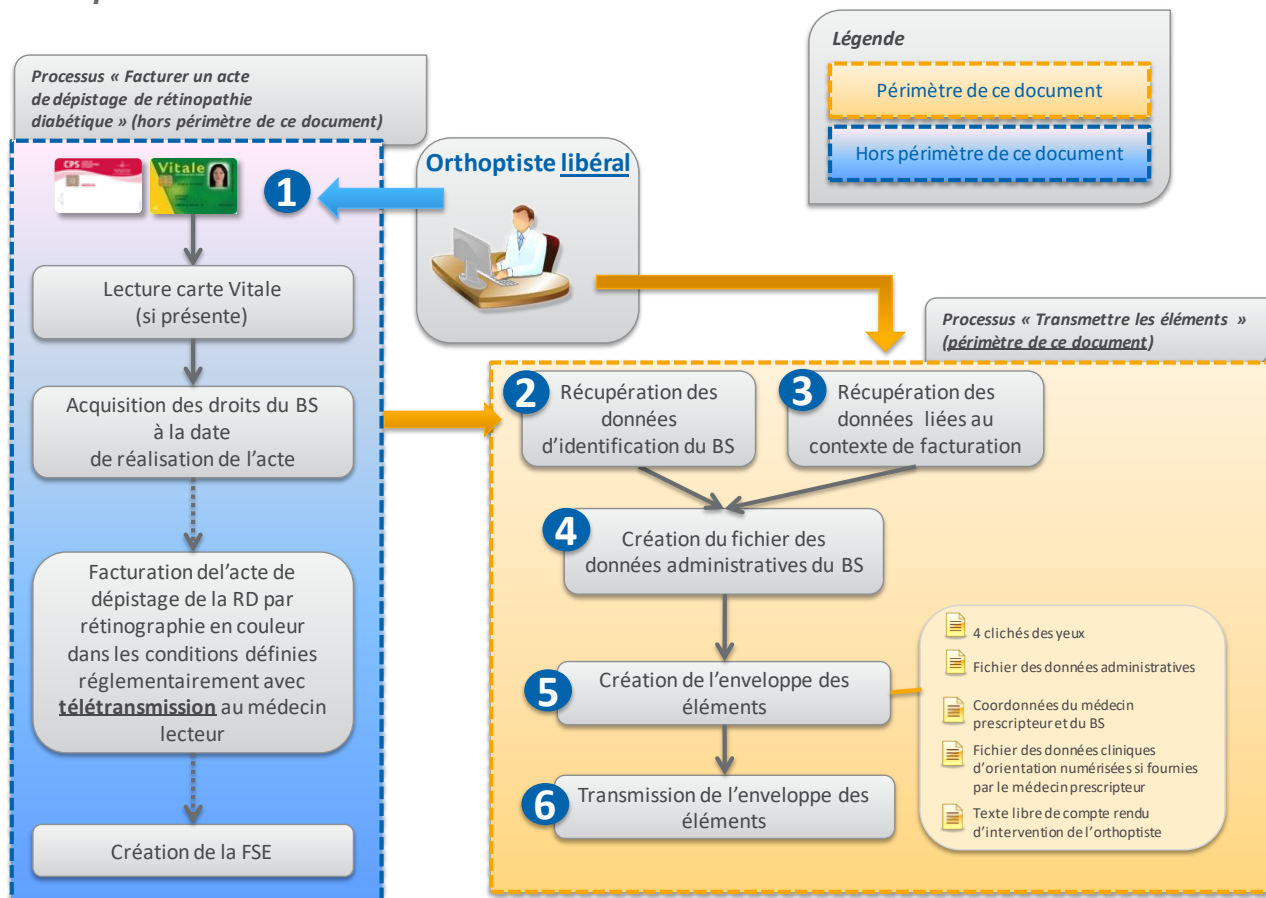 Légende
Périmètre de ce document
Hors périmètre de ce document
Processus « Facturer un acte
de dépistage de rétinopathie
diabétique » (hors périmètre de ce document)
CPS
Vitale
1
Orthoptiste libéral
Lecture carte Vitale
(si présente)
Acquisition des droits du BS
à la date
de réalisation de l’acte
Facturation del’acte de
dépistage de la RD par
rétinographie en couleur
dans les conditions définies
réglementairement avec
télétransmission au médecin
lecteur
Création de la FSE
Processus « Transmettre les éléments »
(périmètre de ce document)
2
Récupération des
données
d’identification du BS
3
Récupération des
données liées au
contexte de facturation
4
Création du fichier des
données administratives du BS
5
Création de l’enveloppe des
éléments
6
Transmission de l’enveloppe des
éléments
4 clichés des yeux
Fichier des données administratives
Coordonnées du médecin
prescripteur et du BS
Fichier des données cliniques
d’orientation numérisées si fournies
par le médecin prescripteur
Texte libre de compte rendu
d’intervention de l’orthoptiste